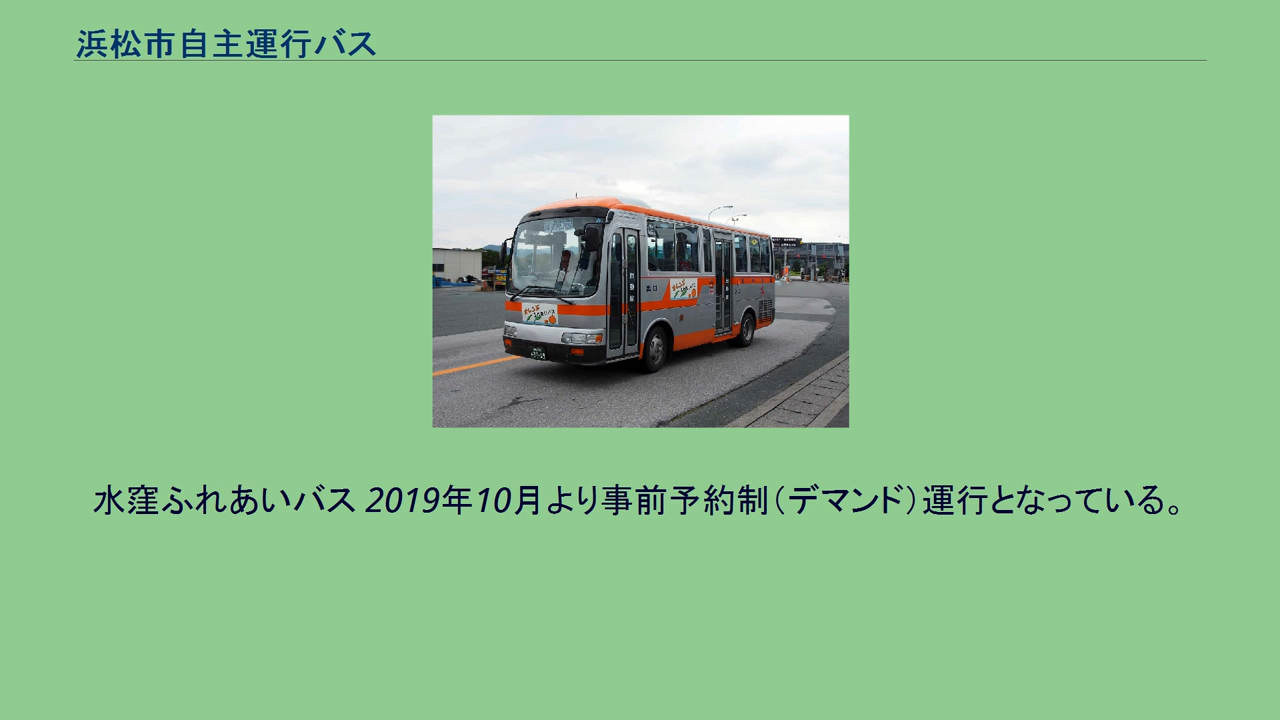 浜松市自主運行バス
水窪ふれあいバス 2019年10月より事前予約制（デマンド）運行となっている。